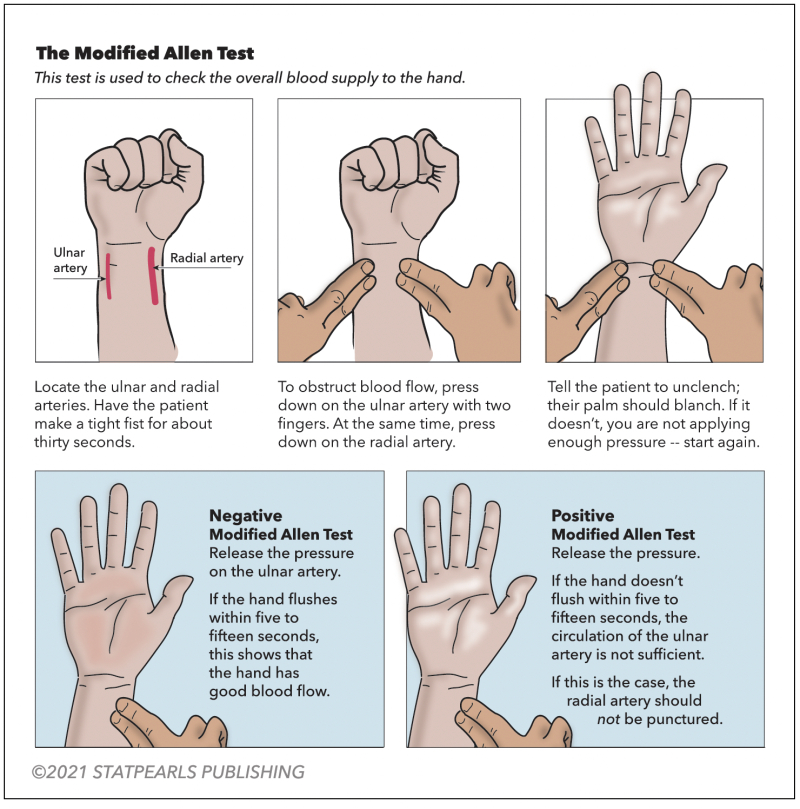 The Modified Allen Test
This test is used to check the overall blood supply to the hand.
Ulnar
artery
Radial artery
Locate the ulnar and radial
arteries. Have the patient
make a tight fist for about
thirty seconds.
To obstruct blood flow, press
down on the ulnar artery with two
fingers. At the same time, press
down on the radial artery.
Tell the patient to unclench;
their palm should blanch. If it
doesn't, you are not applying
enough pressure -- start again.
Negative
Modified Allen Test
Release the pressure
on the ulnar artery.
If the hand flushes
within five to
fifteen seconds,
this shows that
the hand has
good blood flow.
Positive
Modified Allen Test
Release the pressure.
If the hand doesn't
flush within five to
fifteen seconds, the
circulation of the ulnar
artery is not sufficient.
If this is the case, the
radial artery should
not be punctured.
©2021 STATPEARLS PUBLISHING